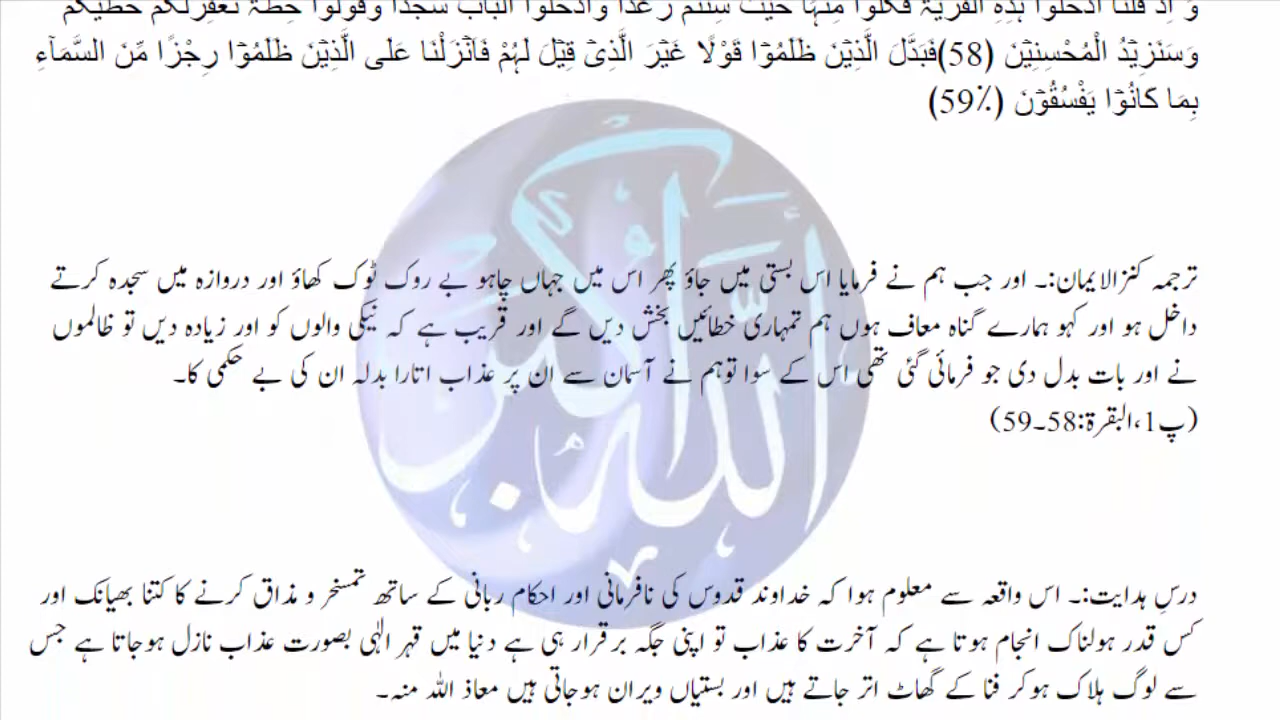 وَ اِذْ قُلْنَا ادْخُلُوْا ہٰذِہِ الْقَرْیَۃَ فَکُلُوْا مِنْہَا حَیْثُ شِئْتُمْ رَغَدًا وَّادْخُلُوا الْبَابَ سُجَّدًا وَّقُوْلُوْا حِطَّۃٌ نَّغْفِرْلَکُمْ خَطٰیٰکُمْ
وَسَنَزِیْدُ الْمُحْسِنِیْنَ (58)فَبَدَّلَ الَّذِیْنَ ظَلَمُوْا قَوْلًا غَیْرَ الَّذِیْ قِیْلَ لَہُمْ فَاَنْزَلْنَا عَلَی الَّذِیْنَ ظَلَمُوْا رِجْزًا مِّنَ السَّمَآءِ
بِمَا کَانُوْا یَفْسُقُوْنَ (٪59)
ترجمہ کنزالایمان:۔ اور جب ہم نے فرمایا اس بستی میں جاؤ پھر اس میں جہاں چاہو بے روک ٹوک کھاؤ اور دروازہ میں سجدہ کرتے
داخل ہو اور کہو ہمارے گناہ معاف ہوں ہم تمہاری خطائیں بخش دیں گے اور قریب ہے کہ نیکی والوں کو اور زیادہ دیں تو ظالموں
نے اور بات بدل دی جو فرمائی گئی تھی اس کے سوا توہم نے آسمان سے ان پر عذاب اتارا بدلہ ان کی بے حکمی کا۔
(پ1،البقرۃ:58۔59)
درسِ ہدایت:۔ اس واقعہ سے معلوم ہوا کہ خداوند قدوس کی نافرمانی اور احکام ربانی کے ساتھ تمسخر و مذاق کرنے کا کتنا بھیانک اور
کس قدر ہولناک انجام ہوتا ہے کہ آخرت کا عذاب تو اپنی جگہ برقرار ہی ہے دنیا میں قہر الٰہی بصورت عذاب نازل ہوجاتا ہے جس
سے لوگ ہلاک ہوکر فنا کے گھاٹ اتر جاتے ہیں اور بستیاں ویران ہوجاتی ہیں معاذ اللہ منہ۔
اللہ اکبر